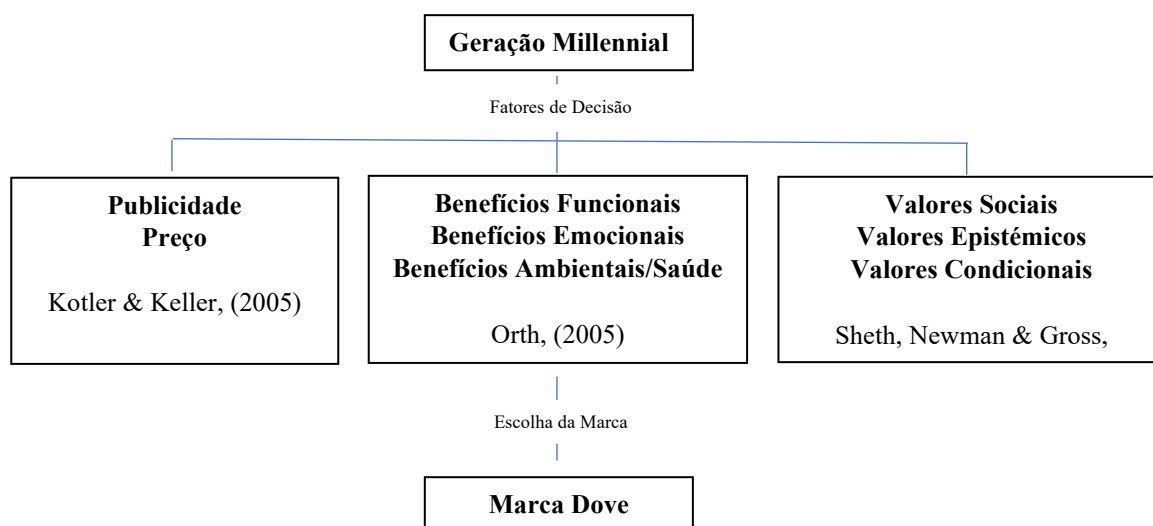 Geração Millennial
Fatores de Decisão
Publicidade
Preço
Kotler & Keller, (2005)
Benefícios Funcionais
Benefícios Emocionais
Benefícios Ambientais/Saúde
Orth, (2005)
Valores Sociais
Valores Epistémicos
Valores Condicionais
Sheth, Newman & Gross,
Escolha da Marca
Marca Dove